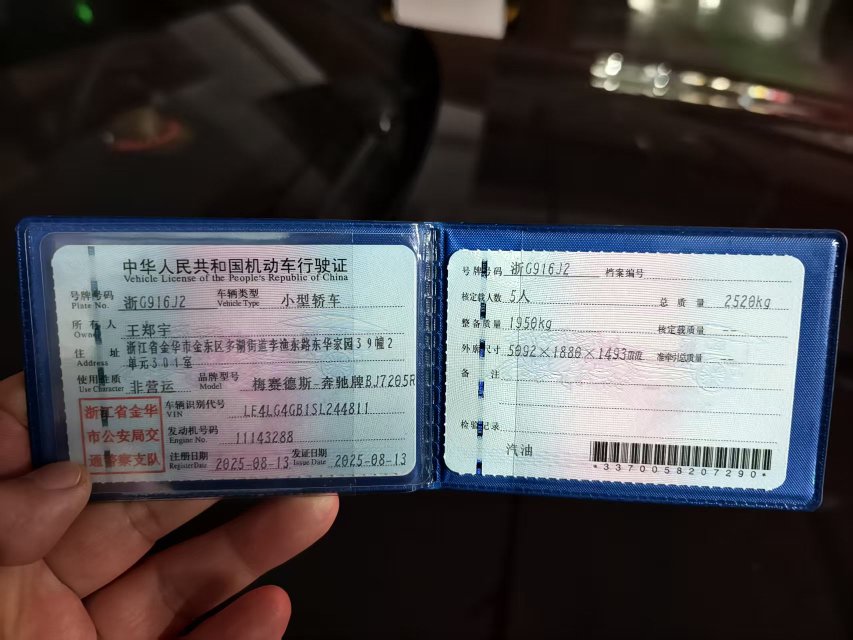 中华人民共和国机动车行驶证
Vehicle License of the People's Republic of China
号牌号码 Plate No. 浙G916J2 车辆类型 Vehicle Type 小型轿车
所有人 Owner 王郑宇
住址 Address 浙江省金华市金东区多湖街道李渔东路东华家园39幢2
单元301室
使用性质 Use Character 非营运 品牌型号 Model 梅赛德斯-奔驰牌BJ7205R
浙江省金华
市公安局交
通警察支队
车辆识别代号 VIN LE4LG4GB1SL244811
发动机号码 Engine No. 11143288
注册日期 Register Date 2025-08-13 发证日期 Issue Date 2025-08-13
号牌号码 浙G916J2 档案编号
核定载人数 5人 总质量 2520kg
整备质量 1950kg 核定载质量 --
外廓尺寸 5092×1880×1493mm 准牵引总质量 --
备注
检验记录
汽油
*3370058207290*